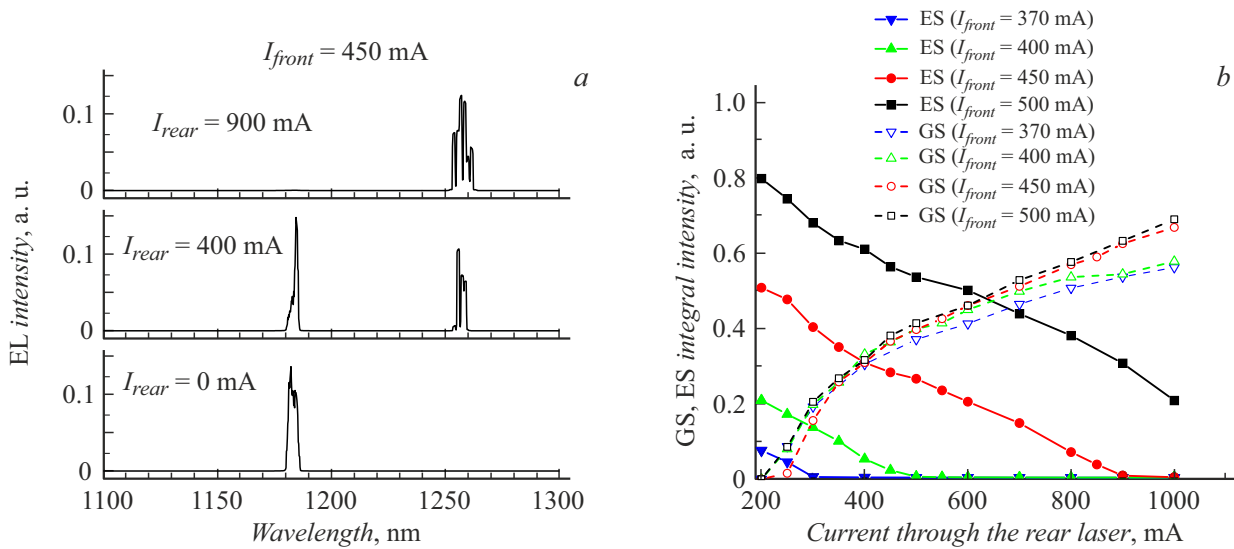 I_front = 450 mA
a
I_rear = 900 mA
0.1
0
I_rear = 400 mA
0.1
0
I_rear = 0 mA
0.1
0
EL intensity, a. u.
1100 1150 1200 1250 1300
Wavelength, nm
ES (I_front = 370 mA)
ES (I_front = 400 mA)
ES (I_front = 450 mA)
ES (I_front = 500 mA)
GS (I_front = 370 mA)
GS (I_front = 400 mA)
GS (I_front = 450 mA)
GS (I_front = 500 mA)
b
1.0
0.8
0.6
0.4
0.2
0
GS, ES integral intensity, a. u.
200 400 600 800 1000
Current through the rear laser, mA